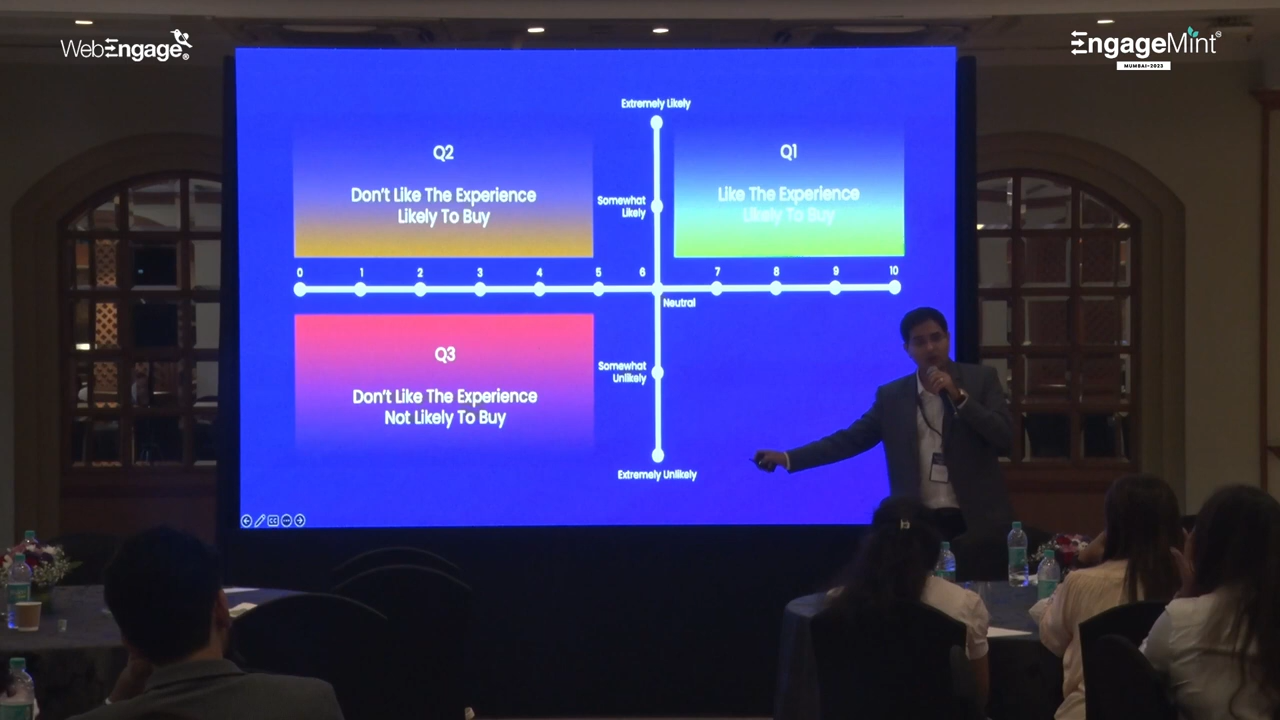 WebEngage
EngageMint
MUMBAI-2023
Extremely Likely
Q2
Don't Like The Experience
Likely To Buy
Somewhat
Likely
Q1
Like The Experience
Likely To Buy
0 1 2 3 4 5 6 7 8 9 10
Neutral
Q3
Don't Like The Experience
Not Likely To Buy
Somewhat
Unlikely
Extremely Unlikely
CC